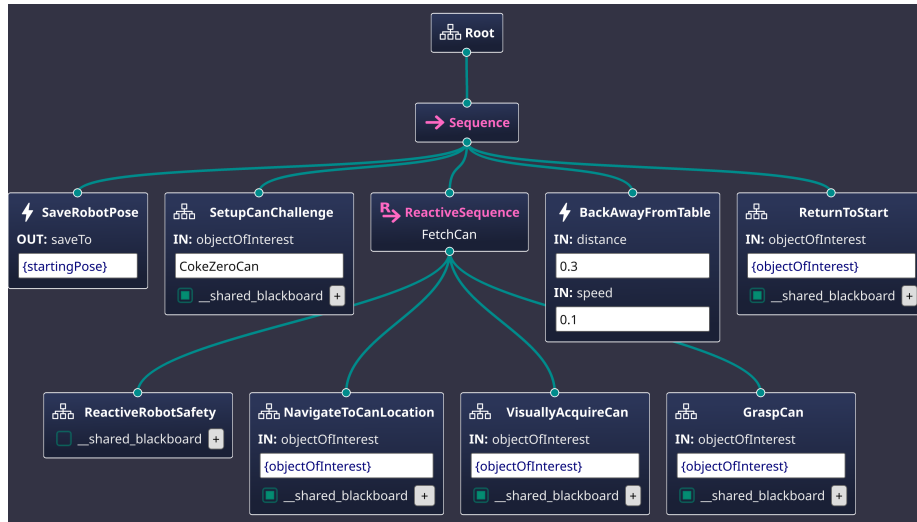 Root
Sequence
SaveRobotPose
OUT: saveTo
{startingPose}
SetupCanChallenge
IN: objectOfInterest
CokeZeroCan
__shared_blackboard +
R ReactiveSequence
FetchCan
BackAwayFromTable
IN: distance
0.3
IN: speed
0.1
ReturnToStart
IN: objectOfInterest
{objectOfInterest}
__shared_blackboard +
ReactiveRobotSafety
__shared_blackboard +
NavigateToCanLocation
IN: objectOfInterest
{objectOfInterest}
__shared_blackboard +
VisuallyAcquireCan
IN: objectOfInterest
{objectOfInterest}
__shared_blackboard +
GraspCan
IN: objectOfInterest
{objectOfInterest}
__shared_blackboard +